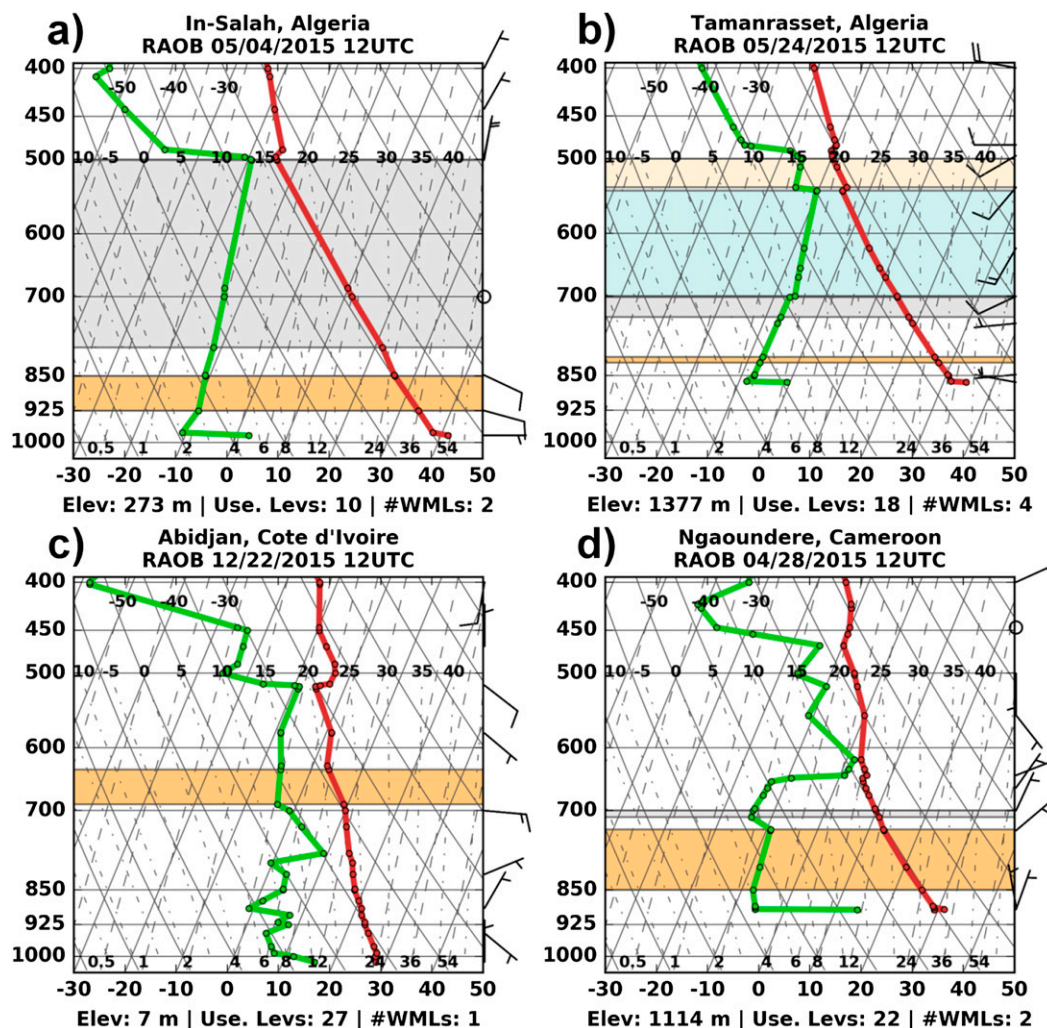 a)
In-Salah, Algeria
RAOB 05/04/2015 12UTC
400
-50 -40 -30
450
500
10 -5 0 5 10 15 20 25 30 35 40
600
700
850
925
1000
0.5 1 2 4 6 8 12 24 36 54
-30 -20 -10 0 10 20 30 40 50
Elev: 273 m | Use. Levs: 10 | #WMLs: 2
b)
Tamanrasset, Algeria
RAOB 05/24/2015 12UTC
400
-50 -40 -30
450
500
10 -5 0 5 10 15 20 25 30 35 40
600
700
850
925
1000
0.5 1 2 4 6 8 12 24 36 54
-30 -20 -10 0 10 20 30 40 50
Elev: 1377 m | Use. Levs: 18 | #WMLs: 4
c)
Abidjan, Cote d'Ivoire
RAOB 12/22/2015 12UTC
400
-50 -40 -30
450
500
10 -5 0 5 10 15 20 25 30 35 40
600
700
850
925
1000
0.5 1 2 4 6 8 12 24 36 54
-30 -20 -10 0 10 20 30 40 50
Elev: 7 m | Use. Levs: 27 | #WMLs: 1
d)
Ngaoundere, Cameroon
RAOB 04/28/2015 12UTC
400
-50 -40 -30
450
500
10 -5 0 5 10 15 20 25 30 35 40
600
700
850
925
1000
0.5 1 2 4 6 8 12 24 36 54
-30 -20 -10 0 10 20 30 40 50
Elev: 1114 m | Use. Levs: 22 | #WMLs: 2